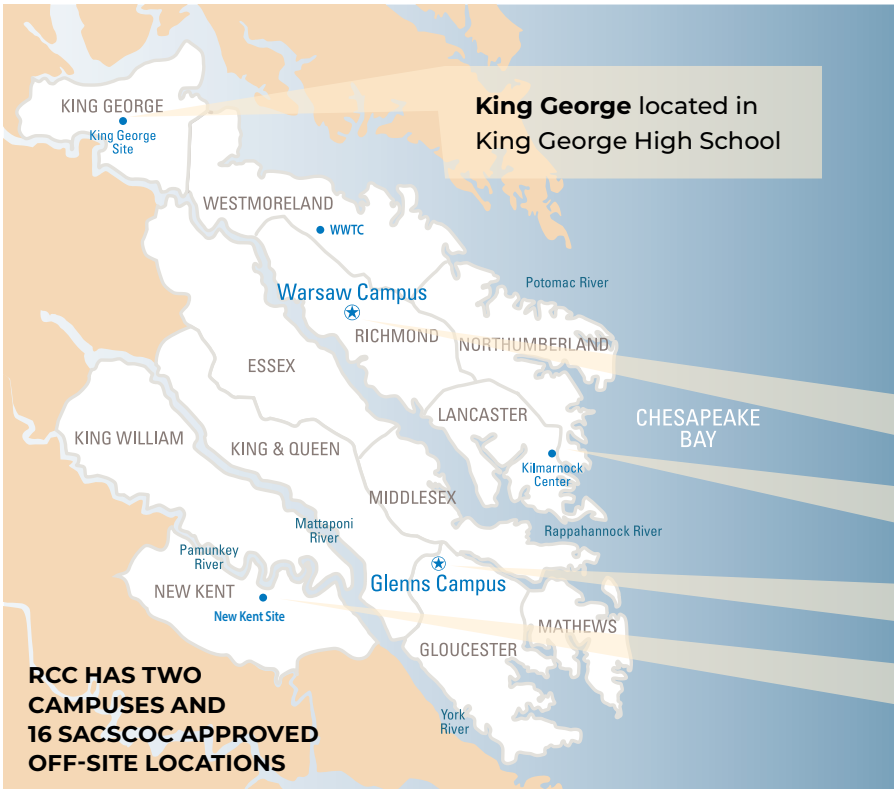 King George located in
King George High School
KING GEORGE
King George
Site
WESTMORELAND
WWTC
Potomac River
Warsaw Campus
RICHMOND
NORTHUMBERLAND
ESSEX
LANCASTER
CHESAPEAKE
BAY
KING WILLIAM
KING & QUEEN
Kilmarnock
Center
MIDDLESEX
Mattaponi
River
Rappahannock River
Pamunkey
River
Glenns Campus
NEW KENT
New Kent Site
MATHEWS
GLOUCESTER
York
River
RCC HAS TWO
CAMPUSES AND
16 SACSCOC APPROVED
OFF-SITE LOCATIONS